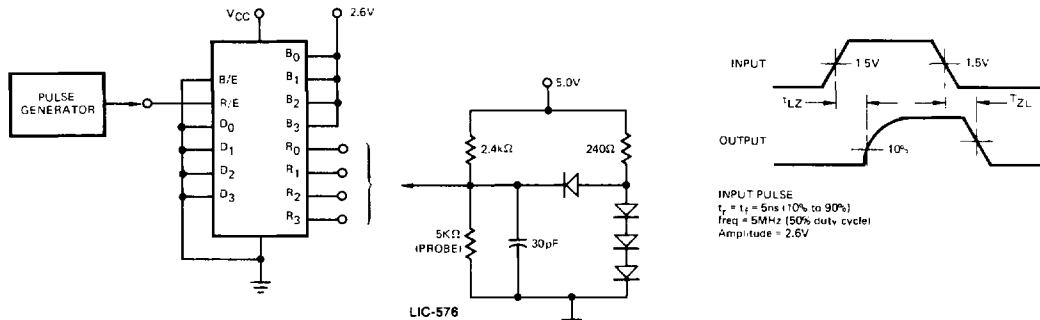 PULSE
GENERATOR
VCC
2.6V
B/E
R/E
D0
D1
D2
D3
B0
B1
B2
B3
R0
R1
R2
R3
5.0V
2.4kΩ
240Ω
5KΩ
(PROBE)
30pF
LIC-576
INPUT
1.5V
1.5V
tLZ
TZL
OUTPUT
10%
INPUT PULSE
tr = tf = 5ns (10% to 90%)
freq = 5MHz (50% duty cycle)
Amplitude = 2.6V